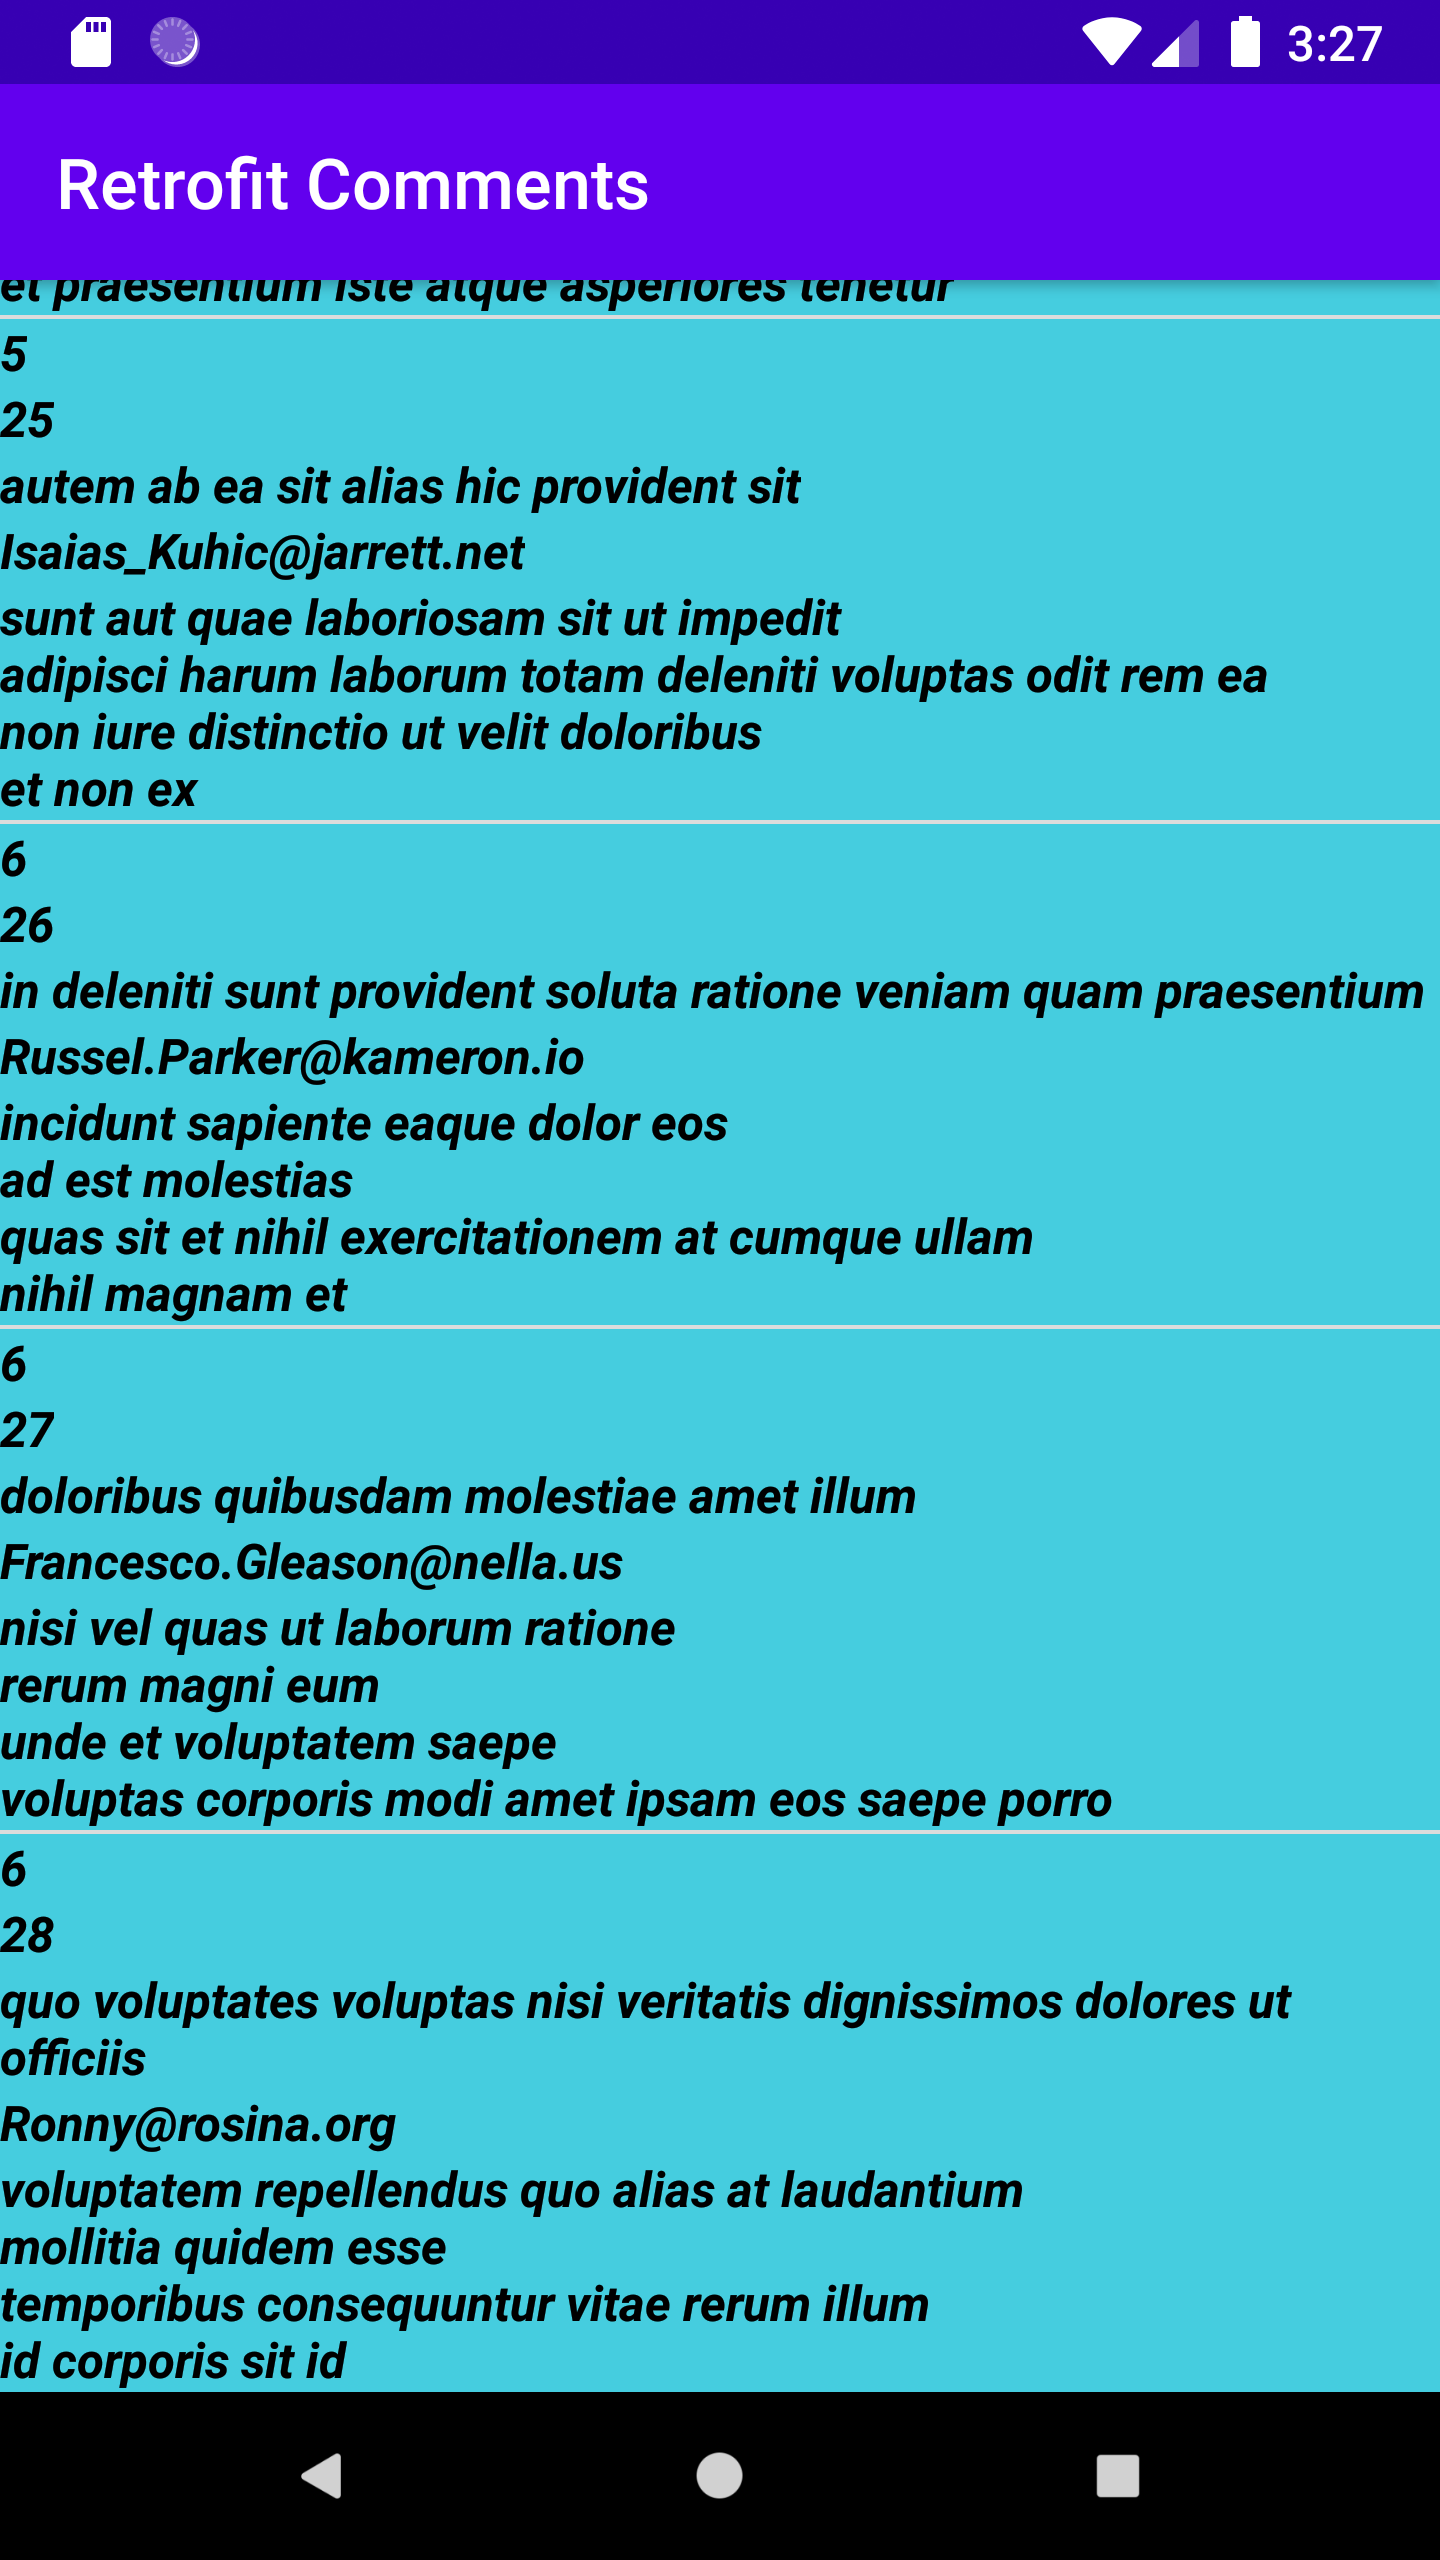 3:27
Retrofit Comments
et praesentium iste atque asperiores tenetur
5
25
autem ab ea sit alias hic provident sit
Isaias_Kuhic@jarrett.net
sunt aut quae laboriosam sit ut impedit
adipisci harum laborum totam deleniti voluptas odit rem ea
non iure distinctio ut velit doloribus
et non ex
6
26
in deleniti sunt provident soluta ratione veniam quam praesentium
Russel.Parker@kameron.io
incidunt sapiente eaque dolor eos
ad est molestias
quas sit et nihil exercitationem at cumque ullam
nihil magnam et
6
27
doloribus quibusdam molestiae amet illum
Francesco.Gleason@nella.us
nisi vel quas ut laborum ratione
rerum magni eum
unde et voluptatem saepe
voluptas corporis modi amet ipsam eos saepe porro
6
28
quo voluptates voluptas nisi veritatis dignissimos dolores ut
officiis
Ronny@rosina.org
voluptatem repellendus quo alias at laudantium
mollitia quidem esse
temporibus consequuntur vitae rerum illum
id corporis sit id